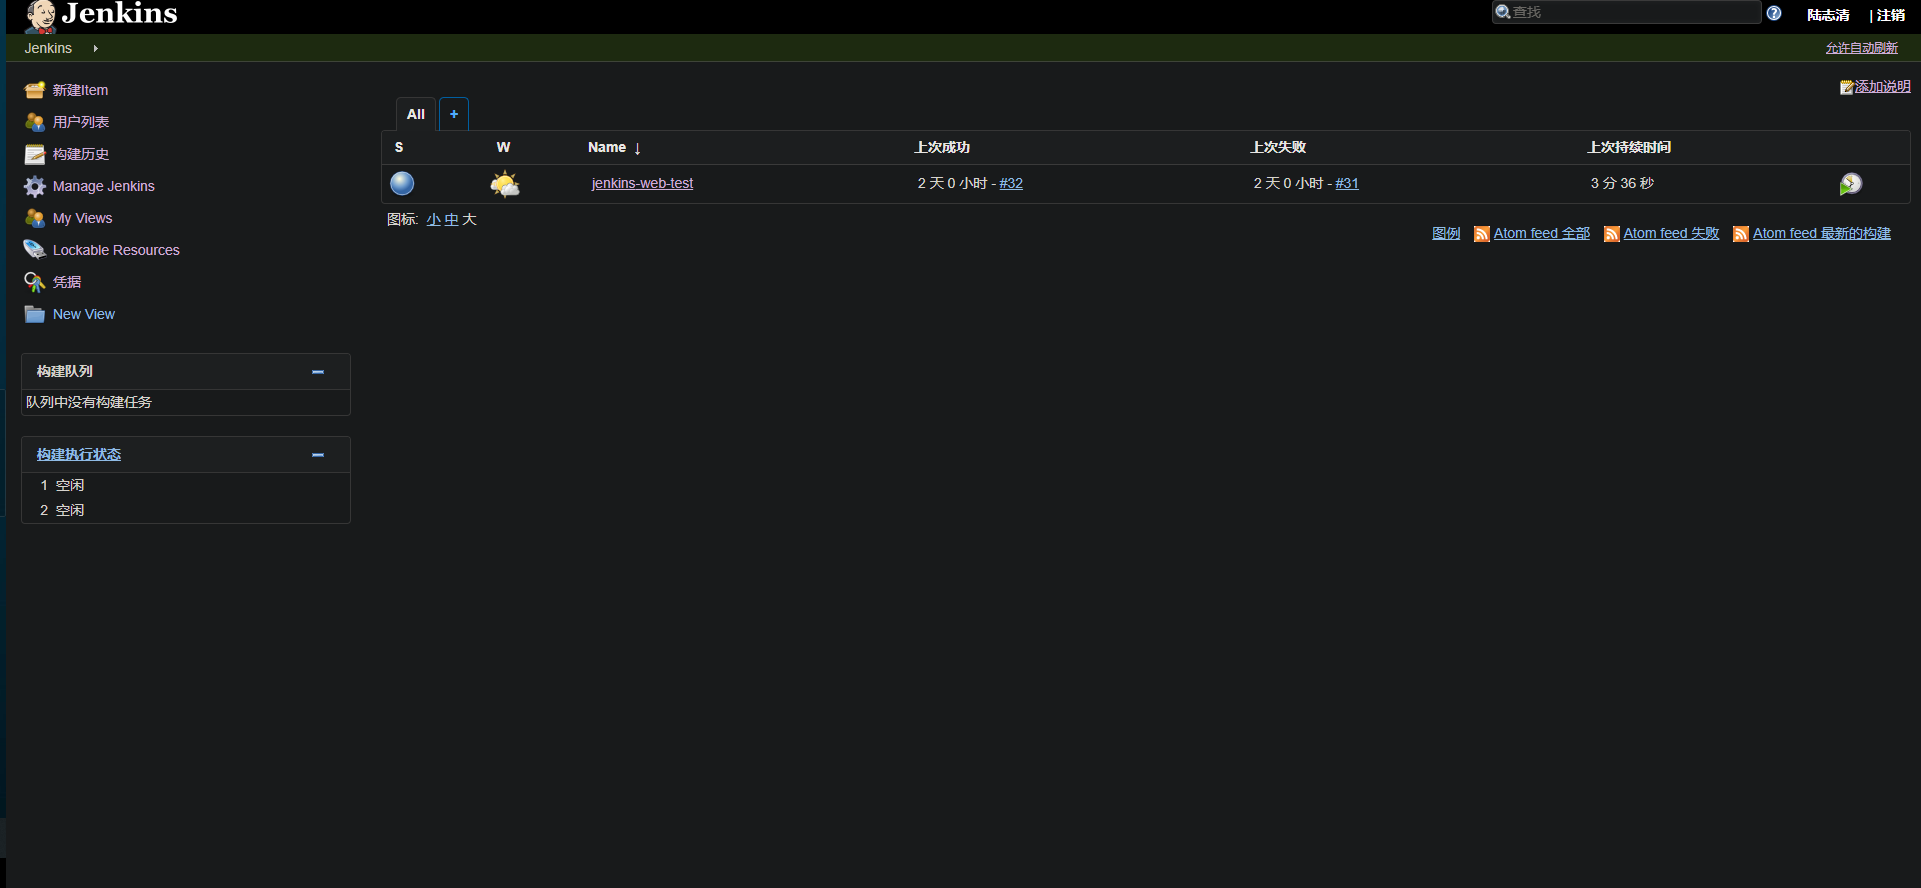 Jenkins
查找
陆志清 | 注销
Jenkins
允许自动刷新
新建Item
用户列表
构建历史
Manage Jenkins
My Views
Lockable Resources
凭据
New View
构建队列
队列中没有构建任务
构建执行状态
1 空闲
2 空闲
添加说明
All +
S W Name ↓ 上次成功 上次失败 上次持续时间
jenkins-web-test 2 天 0 小时 - #32 2 天 0 小时 - #31 3 分 36 秒
图标: 小 中 大
图例 Atom feed 全部 Atom feed 失败 Atom feed 最新的构建